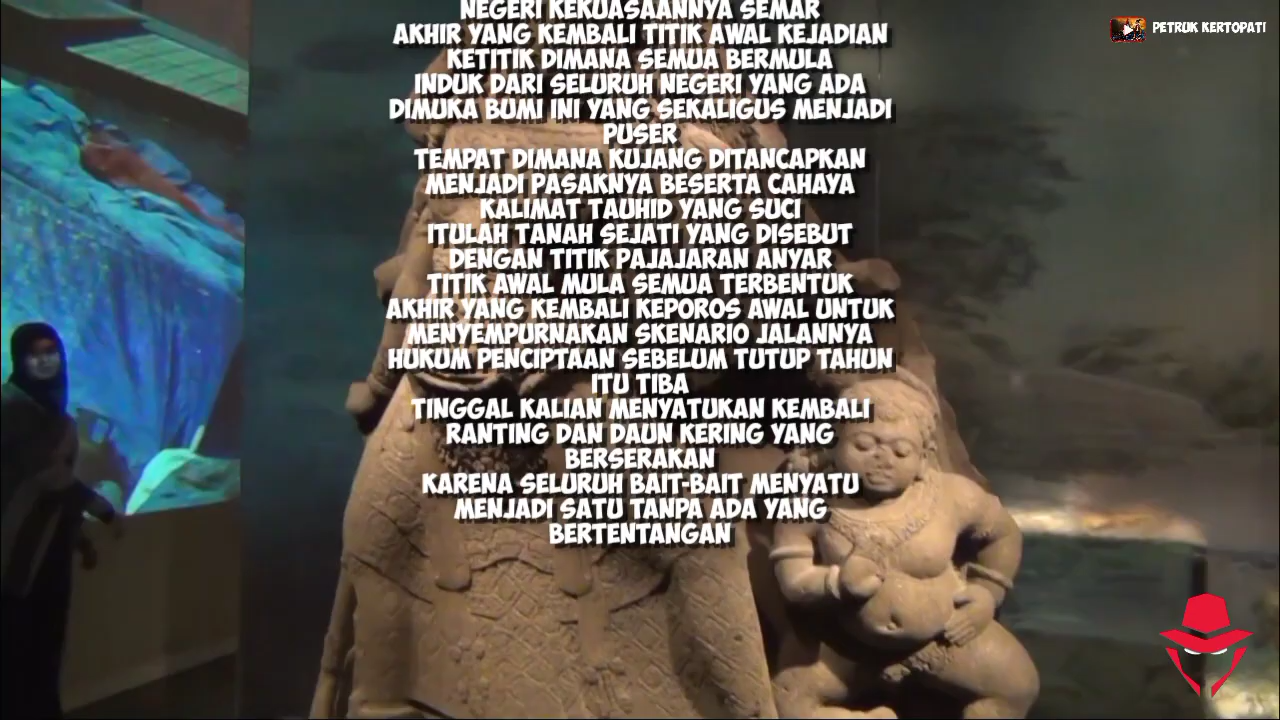 NEGERI KEKUASAANNYA SEMAR
AKHIR YANG KEMBALI TITIK AWAL KEJADIAN
KETITIK DIMANA SEMUA BERMULA
INDUK DARI SELURUH NEGERI YANG ADA
DIMUKA BUMI INI YANG SEKALIGUS MENJADI
PUSER
TEMPAT DIMANA KUJANG DITANCAPKAN
MENJADI PASAKNYA BESERTA CAHAYA
KALIMAT TAUHID YANG SUCI
ITULAH TANAH SEJATI YANG DISEBUT
DENGAN TITIK PAJAJARAN ANYAR
TITIK AWAL MULA SEMUA TERBENTUK
AKHIR YANG KEMBALI KEPOROS AWAL UNTUK
MENYEMPURNAKAN SKENARIO JALANNYA
HUKUM PENCIPTAAN SEBELUM TUTUP TAHUN
ITU TIBA
TINGGAL KALIAN MENYATUKAN KEMBALI
RANTING DAN DAUN KERING YANG
BERSERAKAN
KARENA SELURUH BAIT-BAIT MENYATU
MENJADI SATU TANPA ADA YANG
BERTENTANGAN
PETRUK KERTOPATI